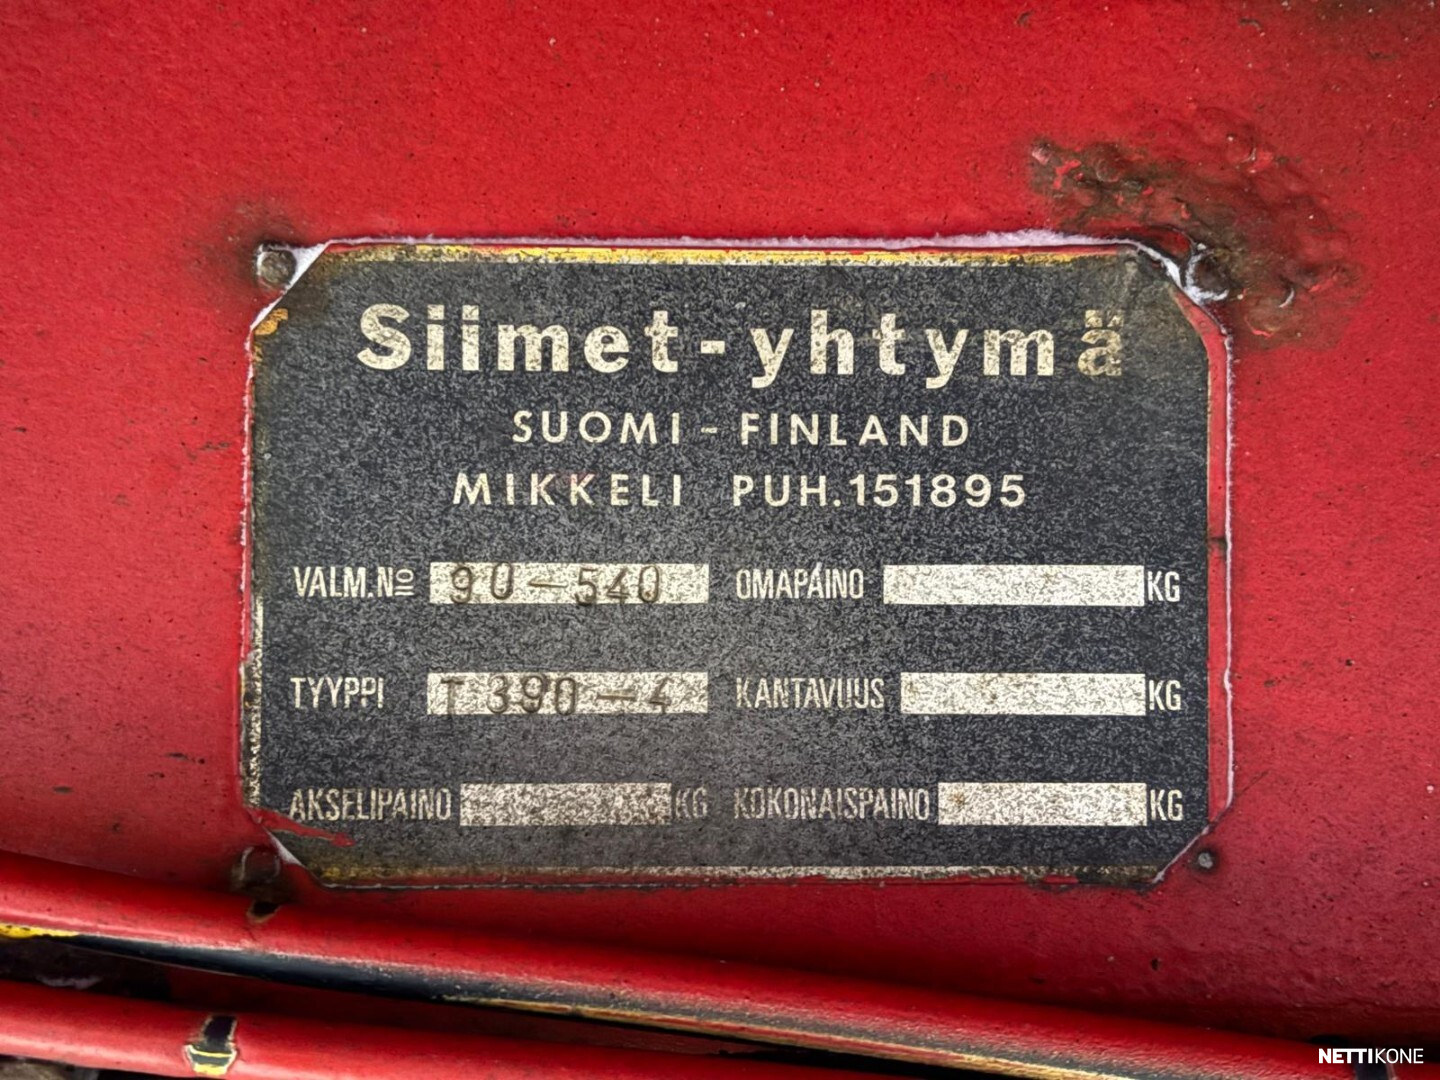 Siimet-yhtymä
SUOMI - FINLAND
MIKKELI PUH.151895
VALM.Nº 90-540 OMAPAINO KG
TYYPPI T 390-4 KANTAVUUS KG
AKSELIPAINO KG KOKONAISPAINO KG
NETTIKONE